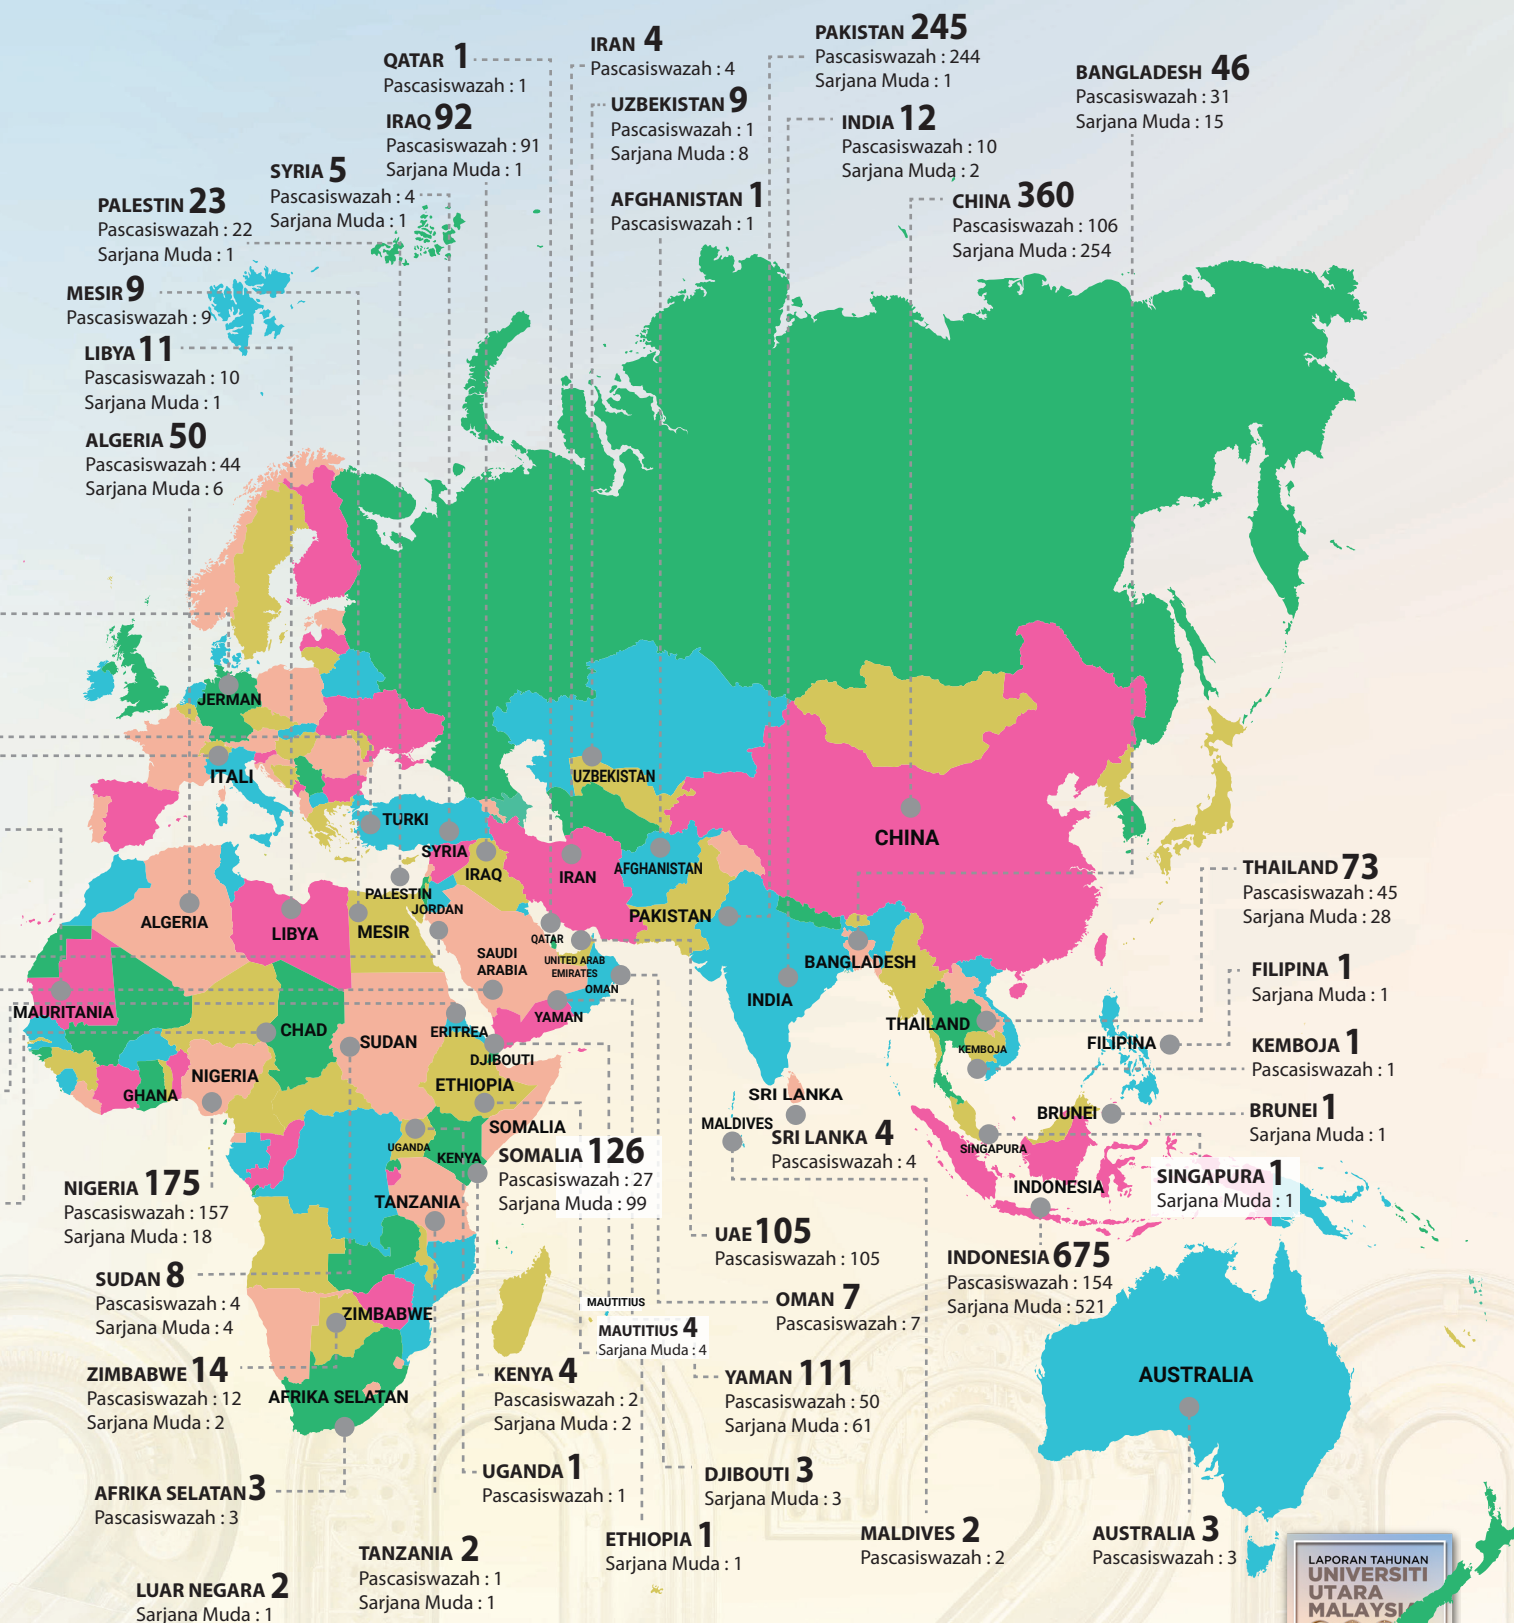 QATAR 1
Pascasiswazah : 1
IRAN 4
Pascasiswazah : 4
PAKISTAN 245
Pascasiswazah : 244
Sarjana Muda : 1
BANGLADESH 46
Pascasiswazah : 31
Sarjana Muda : 15
IRAQ 92
Pascasiswazah : 91
Sarjana Muda : 1
UZBEKISTAN 9
Pascasiswazah : 1
Sarjana Muda : 8
INDIA 12
Pascasiswazah : 10
Sarjana Muda : 2
SYRIA 5
Pascasiswazah : 4
Sarjana Muda : 1
AFGHANISTAN 1
Pascasiswazah : 1
CHINA 360
Pascasiswazah : 106
Sarjana Muda : 254
PALESTIN 23
Pascasiswazah : 22
Sarjana Muda : 1
MESIR 9
Pascasiswazah : 9
LIBYA 11
Pascasiswazah : 10
Sarjana Muda : 1
ALGERIA 50
Pascasiswazah : 44
Sarjana Muda : 6
JERMAN
ITALI
UZBEKISTAN
TURKI
CHINA
SYRIA
IRAQ
IRAN
AFGHANISTAN
PALESTIN
JORDAN
PAKISTAN
ALGERIA
LIBYA
MESIR
QATAR
SAUDI
ARABIA
UNITED ARAB
EMIRATES
OMAN
BANGLADESH
INDIA
MAURITANIA
YAMAN
CHAD
SUDAN
ERITREA
DJIBOUTI
THAILAND
KEMBOJA
FILIPINA
NIGERIA
GHANA
ETHIOPIA
SRI LANKA
SOMALIA
MALDIVES
BRUNEI
SINGAPURA
UGANDA
KENYA
TANZANIA
INDONESIA
THAILAND 73
Pascasiswazah : 45
Sarjana Muda : 28
FILIPINA 1
Sarjana Muda : 1
KEMBOJA 1
Pascasiswazah : 1
BRUNEI 1
Sarjana Muda : 1
SRI LANKA 4
Pascasiswazah : 4
SOMALIA 126
Pascasiswazah : 27
Sarjana Muda : 99
SINGAPURA 1
Sarjana Muda : 1
NIGERIA 175
Pascasiswazah : 157
Sarjana Muda : 18
UAE 105
Pascasiswazah : 105
INDONESIA 675
Pascasiswazah : 154
Sarjana Muda : 521
SUDAN 8
Pascasiswazah : 4
Sarjana Muda : 4
ZIMBABWE
MAUTITIUS
OMAN 7
Pascasiswazah : 7
MAUTITIUS 4
Sarjana Muda : 4
ZIMBABWE 14
Pascasiswazah : 12
Sarjana Muda : 2
AFRIKA SELATAN
KENYA 4
Pascasiswazah : 2
Sarjana Muda : 2
YAMAN 111
Pascasiswazah : 50
Sarjana Muda : 61
AUSTRALIA
AFRIKA SELATAN 3
Pascasiswazah : 3
UGANDA 1
Pascasiswazah : 1
DJIBOUTI 3
Sarjana Muda : 3
TANZANIA 2
Pascasiswazah : 1
Sarjana Muda : 1
ETHIOPIA 1
Sarjana Muda : 1
MALDIVES 2
Pascasiswazah : 2
AUSTRALIA 3
Pascasiswazah : 3
LUAR NEGARA 2
Sarjana Muda : 1
LAPORAN TAHUNAN
UNIVERSITI
UTARA
MALAYSIA